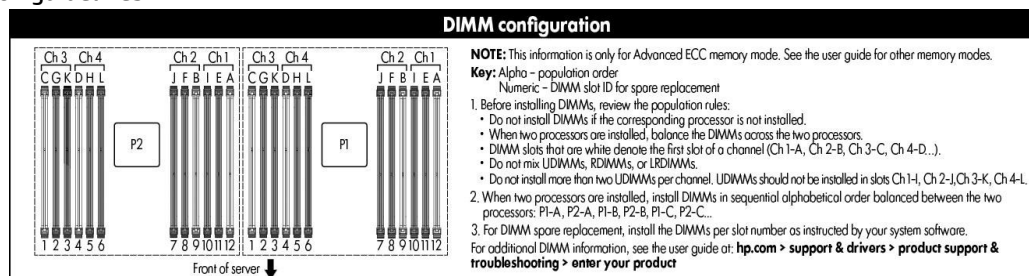 DIMM configuration
Ch 3 Ch 4 Ch 2 Ch 1 Ch 3 Ch 4 Ch 2 Ch 1
C G K D H L J F B I E A C G K D H L J F B I E A
P2 P1
1 2 3 4 5 6 7 8 9 10 11 12 1 2 3 4 5 6 7 8 9 10 11 12
Front of server
NOTE: This information is only for Advanced ECC memory mode. See the user guide for other memory modes.
Key: Alpha – population order
Numeric – DIMM slot ID for spare replacement
1. Before installing DIMMs, review the population rules:
• Do not install DIMMs if the corresponding processor is not installed.
• When two processors are installed, balance the DIMMs across the two processors.
• DIMM slots that are white denote the first slot of a channel (Ch 1-A, Ch 2-B, Ch 3-C, Ch 4-D...).
• Do not mix UDIMMs, RDIMMs, or LRDIMMs.
• Do not install more than two UDIMMs per channel. UDIMMs should not be installed in slots Ch 1-I, Ch 2-J,Ch 3-K, Ch 4-L.
2. When two processors are installed, install DIMMs in sequential alphabetical order balanced between the two
processors: P1-A, P2-A, P1-B, P2-B, P1-C, P2-C...
3. For DIMM spare replacement, install the DIMMs per slot number as instructed by your system software.
For additional DIMM information, see the user guide at: hp.com > support & drivers > product support &
troubleshooting > enter your product